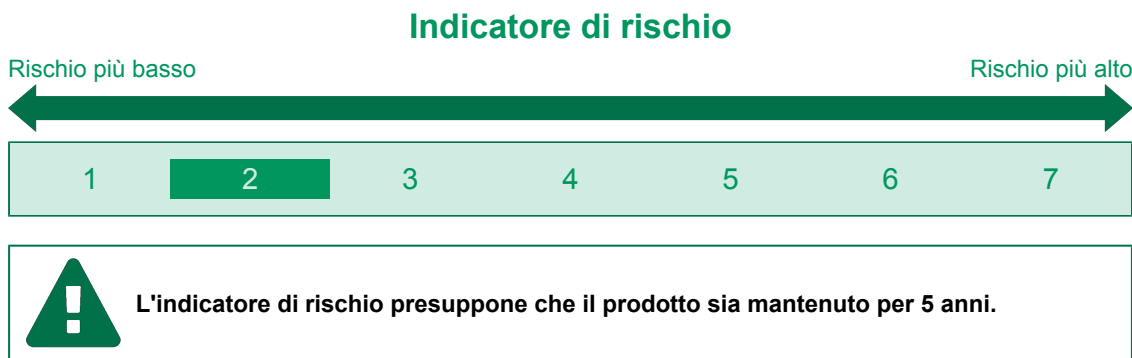 Indicatore di rischio
Rischio più basso Rischio più alto
1 2 3 4 5 6 7
L'indicatore di rischio presuppone che il prodotto sia mantenuto per 5 anni.